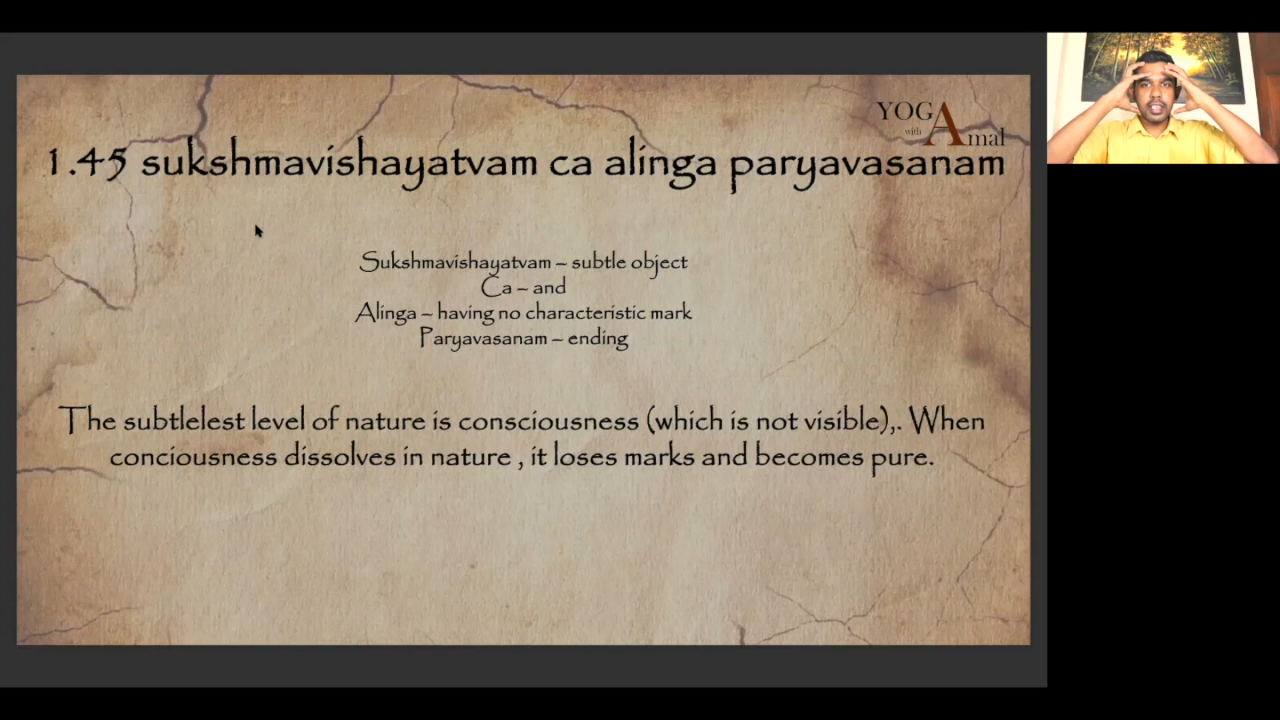 YOG
with Amal
1.45 sukshmavishayatvam ca alinga paryavasanam
Sukshmavishayatvam – subtle object
Ca – and
Alinga – having no characteristic mark
Paryavasanam – ending
The subtlelest level of nature is consciousness (which is not visible),. When
conciousness dissolves in nature , it loses marks and becomes pure.